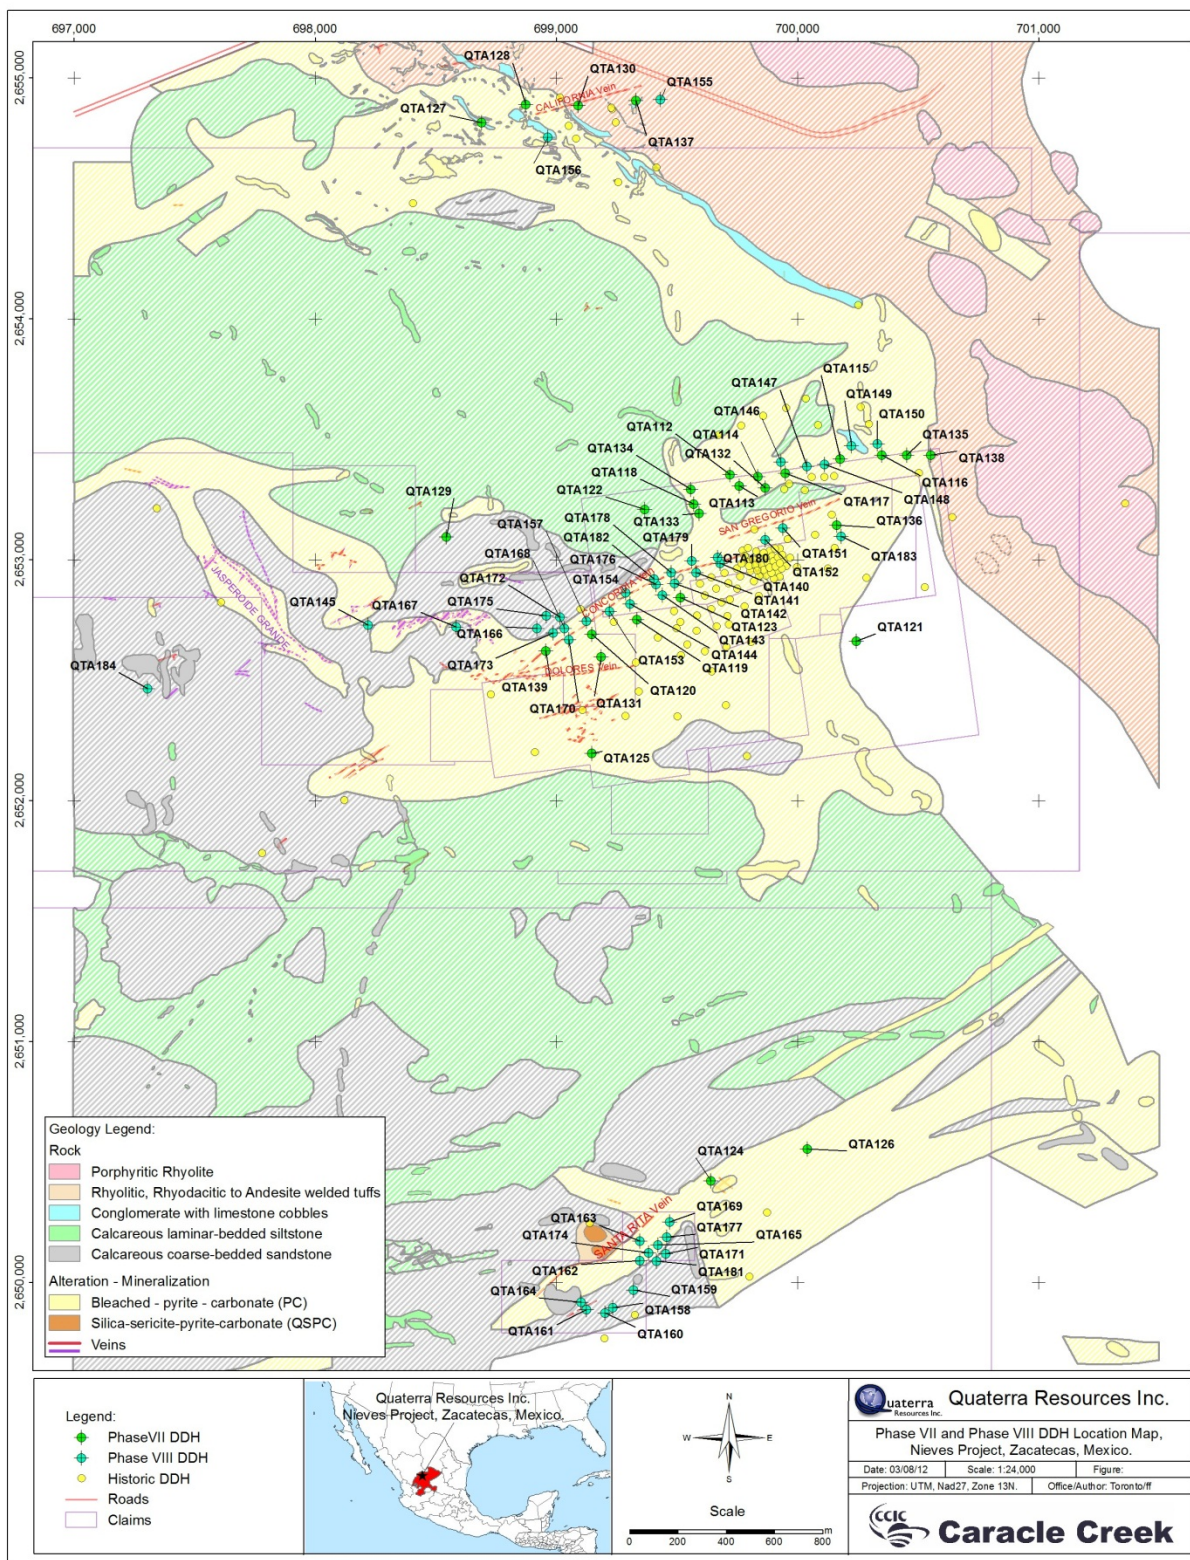 697,000
698,000
699,000
700,000
701,000
2,655,000
2,654,000
2,653,000
2,652,000
2,651,000
2,650,000
QTA128
QTA130
QTA155
CALIFORNIA Vein
QTA127
QTA137
QTA156
QTA115
QTA147
QTA149
QTA146
QTA150
QTA112
QTA114
QTA135
QTA134
QTA132
QTA138
QTA118
QTA116
QTA129
QTA122
QTA113
QTA117
QTA148
QTA157
QTA178
QTA133
SAN GREGORIO Vein
QTA136
QTA168
QTA182
QTA179
QTA151
QTA183
QTA172
QTA176
QTA180
QTA152
QTA154
CONCORDIA Vein
QTA140
JASPEROIDE GRANDE
QTA145
QTA167
QTA175
QTA141
QTA142
QTA166
QTA123
QTA121
QTA143
QTA173
QTA144
QTA184
QTA153
QTA119
DOLORES Vein
QTA139
QTA120
QTA170
QTA131
QTA125
QTA124
QTA126
QTA163
SANTA RITA Vein
QTA169
QTA174
QTA177
QTA165
QTA162
QTA171
QTA181
QTA164
QTA159
QTA158
QTA161
QTA160
Geology Legend:
Rock
Porphyritic Rhyolite
Rhyolitic, Rhyodacitic to Andesite welded tuffs
Conglomerate with limestone cobbles
Calcareous laminar-bedded siltstone
Calcareous coarse-bedded sandstone
Alteration - Mineralization
Bleached - pyrite - carbonate (PC)
Silica-sericite-pyrite-carbonate (QSPC)
Veins
Legend:
PhaseVII DDH
Phase VIII DDH
Historic DDH
Roads
Claims
Quaterra Resources Inc.
Nieves Project, Zacatecas, Mexico.
N
W
E
S
Scale
0
200
400
600
800
m
Quaterra
Resources Inc.
Quaterra Resources Inc.
Phase VII and Phase VIII DDH Location Map,
Nieves Project, Zacatecas, Mexico.
Date: 03/08/12
Scale: 1:24,000
Figure:
Projection: UTM, Nad27, Zone 13N.
Office/Author: Toronto/ff
CCIC
Caracle Creek